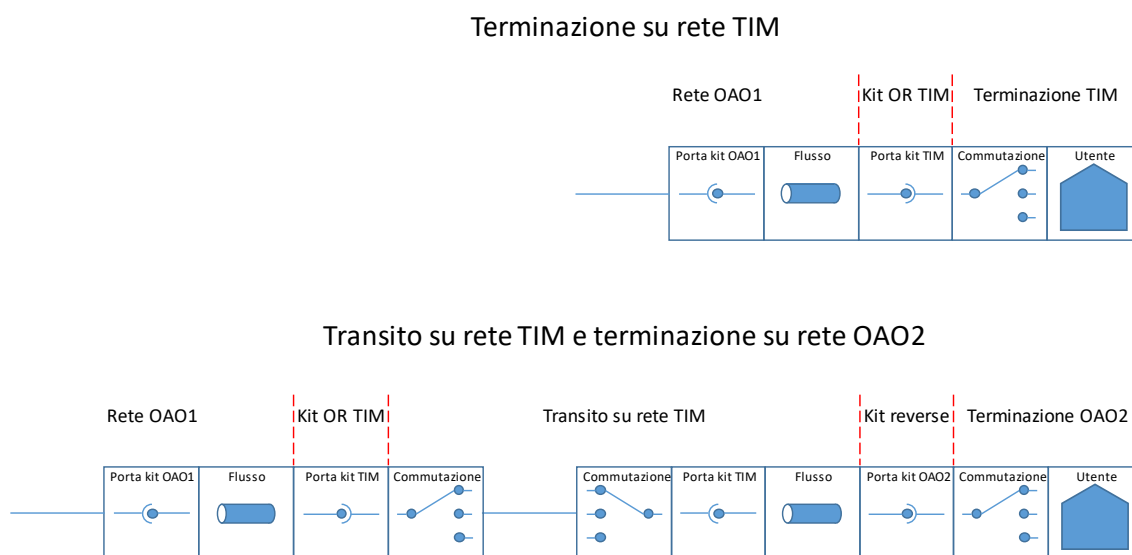 Terminazione su rete TIM
Rete OAO1 Kit OR TIM Terminazione TIM
Porta kit OAO1 Flusso Porta kit TIM Commutazione Utente
Transito su rete TIM e terminazione su rete OAO2
Rete OAO1 Kit OR TIM Transito su rete TIM Kit reverse Terminazione OAO2
Porta kit OAO1 Flusso Porta kit TIM Commutazione Commutazione Porta kit TIM Flusso Porta kit OAO2 Commutazione Utente